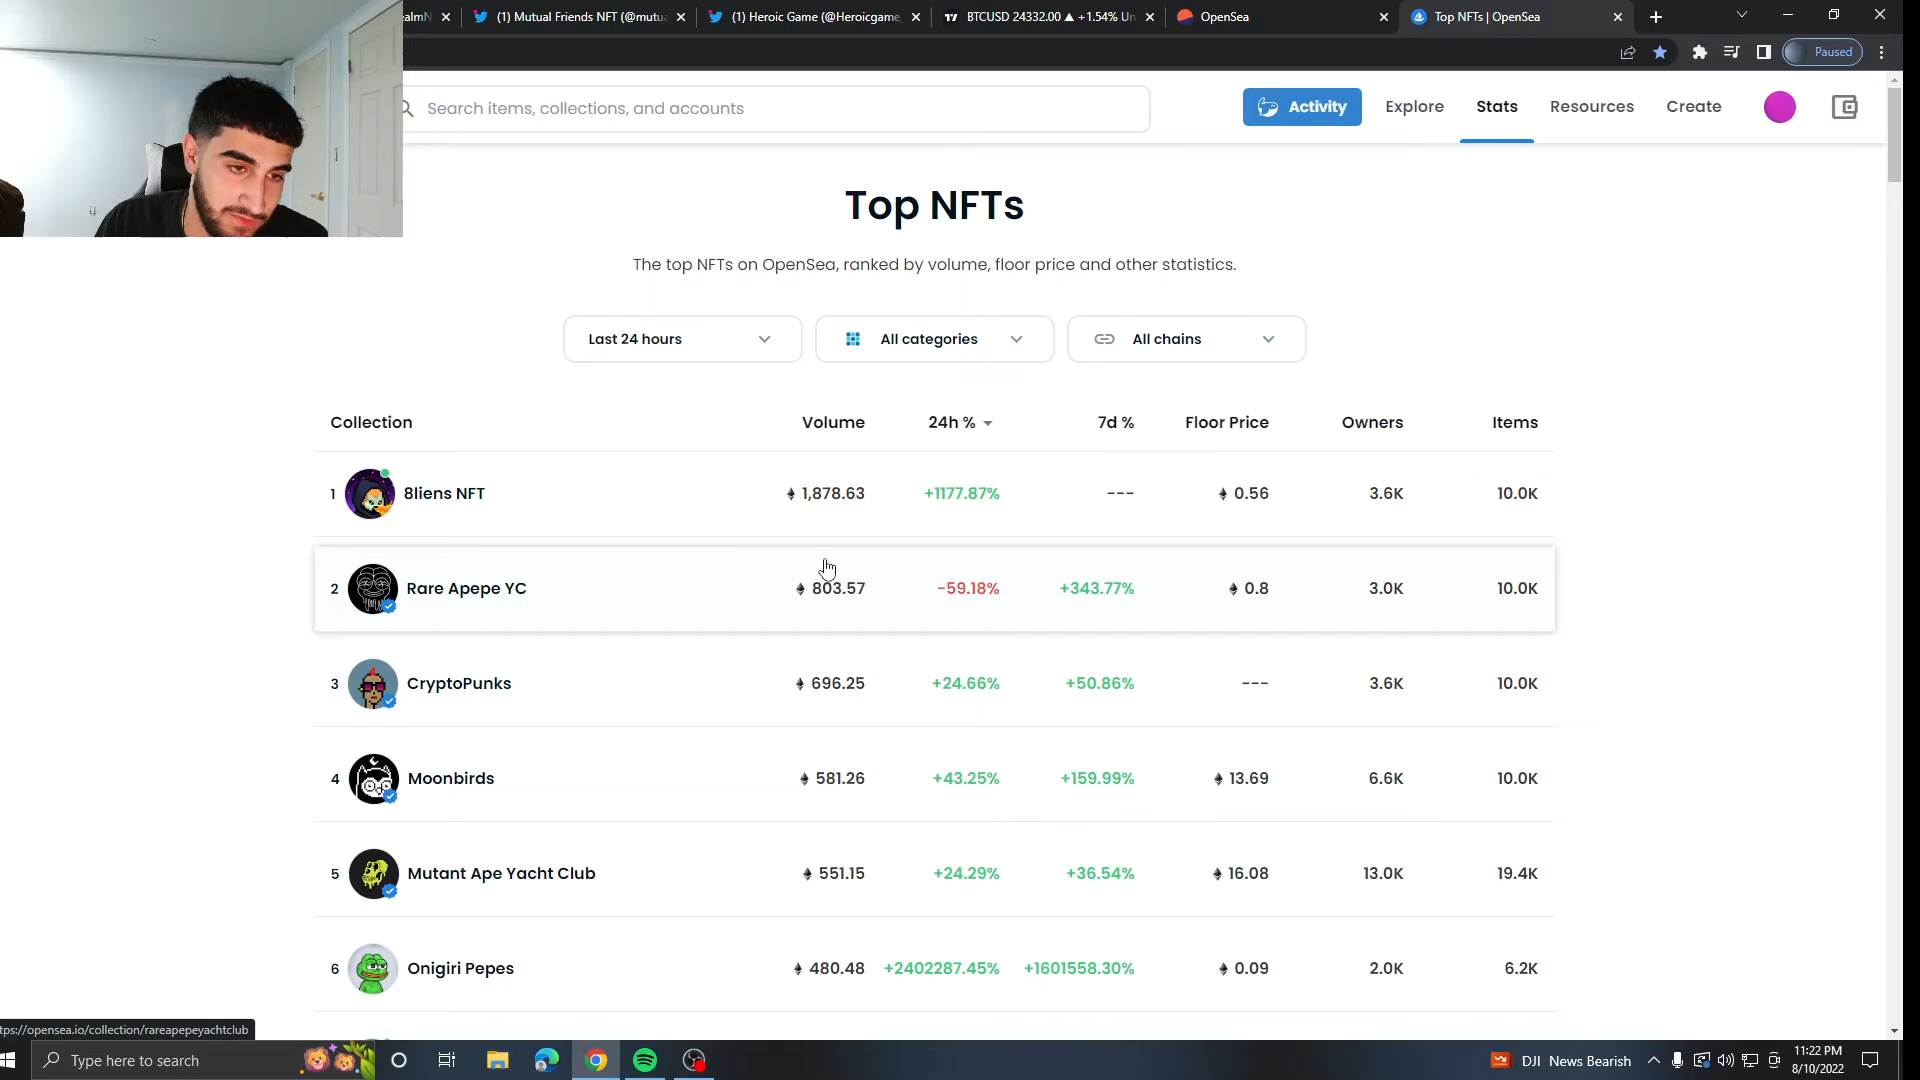 ealmN
(1) Mutual Friends NFT (@mutu
(1) Heroic Game (@Heroicgame_
BTCUSD 24332.00 ▲ +1.54% Un
OpenSea
Top NFTs | OpenSea
Paused
Search items, collections, and accounts
Activity
Explore
Stats
Resources
Create
Top NFTs
The top NFTs on OpenSea, ranked by volume, floor price and other statistics.
Last 24 hours
All categories
All chains
Collection Volume 24h % 7d % Floor Price Owners Items
1 8liens NFT 1,878.63 +1177.87% --- 0.56 3.6K 10.0K
2 Rare Apepe YC 803.57 -59.18% +343.77% 0.8 3.0K 10.0K
3 CryptoPunks 696.25 +24.66% +50.86% --- 3.6K 10.0K
4 Moonbirds 581.26 +43.25% +159.99% 13.69 6.6K 10.0K
5 Mutant Ape Yacht Club 551.15 +24.29% +36.54% 16.08 13.0K 19.4K
6 Onigiri Pepes 480.48 +2402287.45% +1601558.30% 0.09 2.0K 6.2K
tps://opensea.io/collection/rareapepeyachtclub
Type here to search
DJI News Bearish
11:22 PM
8/10/2022